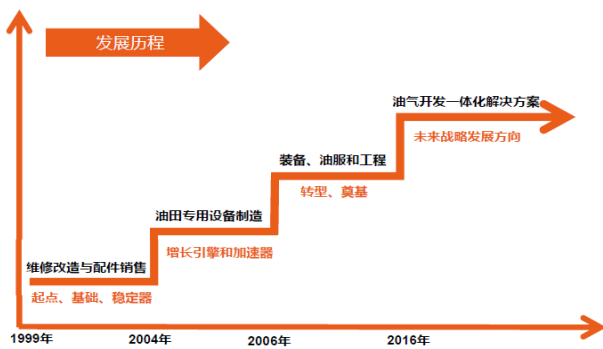 发展历程
油气开发一体化解决方案
未来战略发展方向
装备、油服和工程
转型、奠基
油田专用设备制造
增长引擎和加速器
维修改造与配件销售
起点、基础、稳定器
1999年 2004年 2006年 2016年